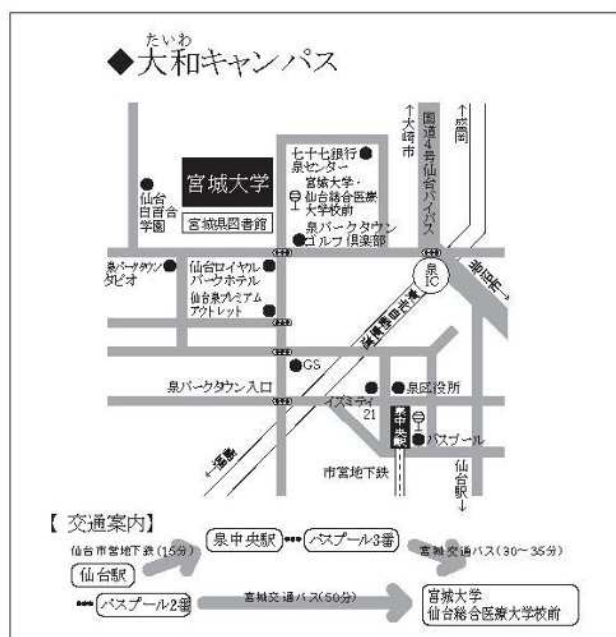 たいわ
◆大和キャンパス
↑大崎市
国道4号仙台バイパス
↑盛岡
七十七銀行
泉センター
宮城大学
宮城大学・
仙台総合医療
大学校前
仙台
白百合
学園
宮城県図書館
泉パークタウン
ゴルフ倶楽部
泉
IC
泉パークタウン
タピオ
仙台ロイヤル
パークホテル
仙台泉プレミアム
アウトレット
東北自動車道
GS
泉パークタウン入口
イズミティ
21
泉区役所
泉中央駅
バスプール
市営地下鉄
仙台駅↓
【 交通案内】
仙台市営地下鉄(15分)
泉中央駅
バスプール3番
宮城交通バス(30～35分)
仙台駅
バスプール2番
宮城交通バス(50分)
宮城大学
仙台総合医療大学校前